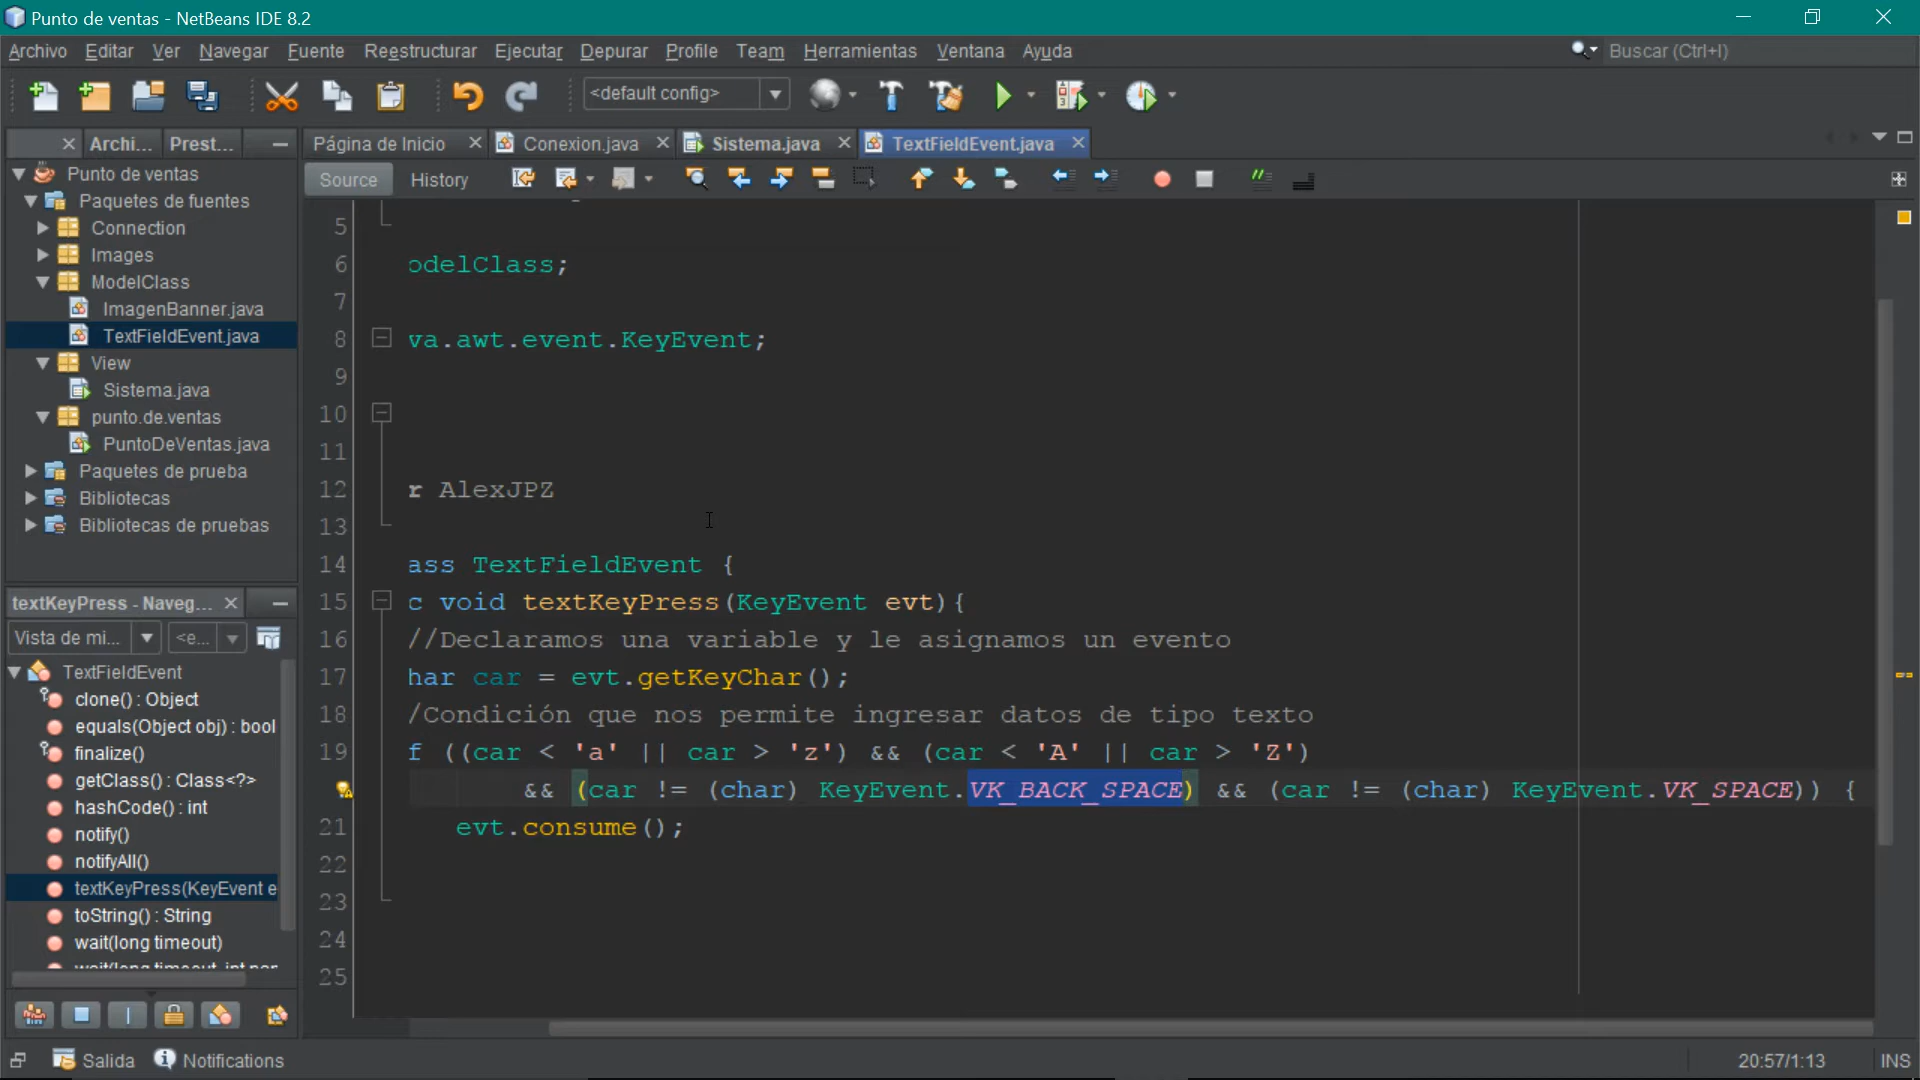 Punto de ventas - NetBeans IDE 8.2
Archivo Editar Ver Navegar Fuente Reestructurar Ejecutar Depurar Profile Team Herramientas Ventana Ayuda
Buscar (Ctrl+I)
<default config>
Archi... Prest...
Página de Inicio Conexion.java Sistema.java TextFieldEvent.java
Source History
Punto de ventas
Paquetes de fuentes
Connection
Images
ModelClass
ImagenBanner.java
TextFieldEvent.java
View
Sistema.java
punto.de.ventas
PuntoDeVentas.java
Paquetes de prueba
Bibliotecas
Bibliotecas de pruebas
textKeyPress - Naveg...
Vista de mi... <e...
TextFieldEvent
clone() : Object
equals(Object obj) : bool
finalize()
getClass() : Class<?>
hashCode() : int
notify()
notifyAll()
textKeyPress(KeyEvent e
toString() : String
wait(long timeout)
5
6 odelClass;
7
8 va.awt.event.KeyEvent;
9
10
11
12 r AlexJPZ
13
14 ass TextFieldEvent {
15 c void textKeyPress(KeyEvent evt){
16 //Declaramos una variable y le asignamos un evento
17 har car = evt.getKeyChar();
18 /Condición que nos permite ingresar datos de tipo texto
19 f ((car < 'a' || car > 'z') && (car < 'A' || car > 'Z')
&& (car != (char) KeyEvent.VK_BACK_SPACE) && (car != (char) KeyEvent.VK_SPACE)) {
21 evt.consume();
22
23
24
25
Salida Notifications
20:57/1:13 INS